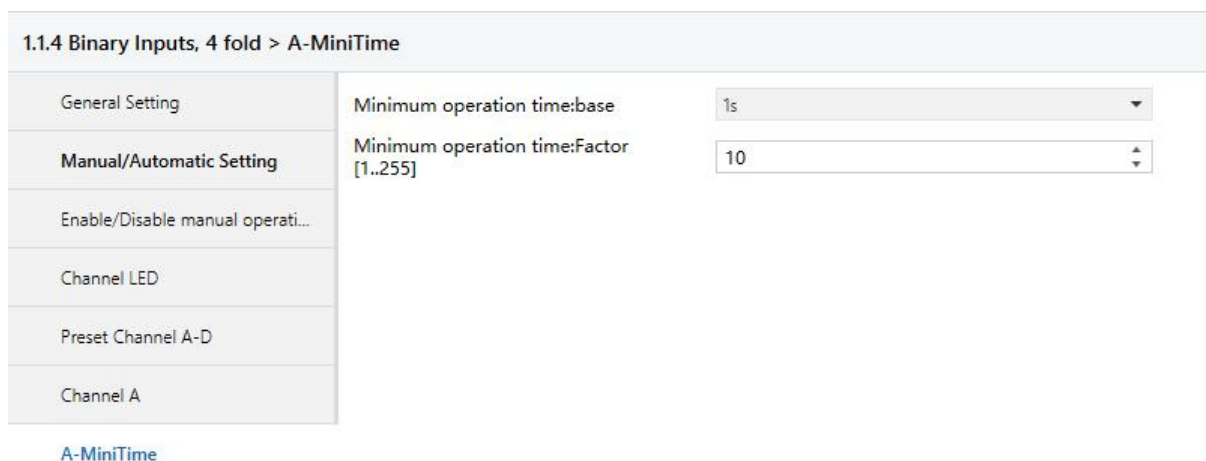 1.1.4 Binary Inputs, 4 fold > A-MiniTime
General Setting
Minimum operation time:base
1s
Manual/Automatic Setting
Minimum operation time:Factor
[1..255]
10
Enable/Disable manual operati...
Channel LED
Preset Channel A-D
Channel A
A-MiniTime